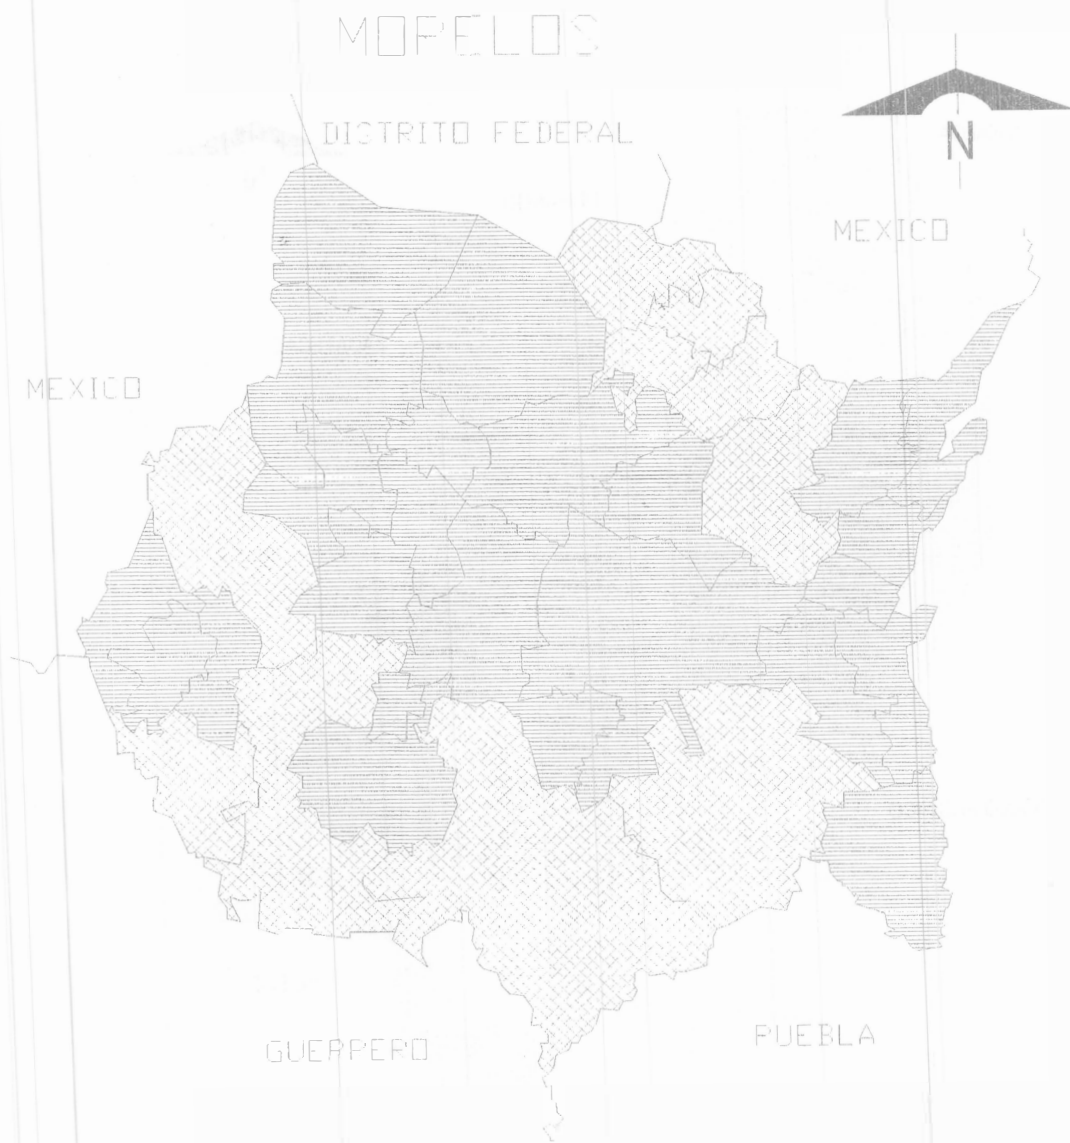 MORELOS
DISTRITO FEDERAL
N
MEXICO
MEXICO
GUERRERO
PUEBLA